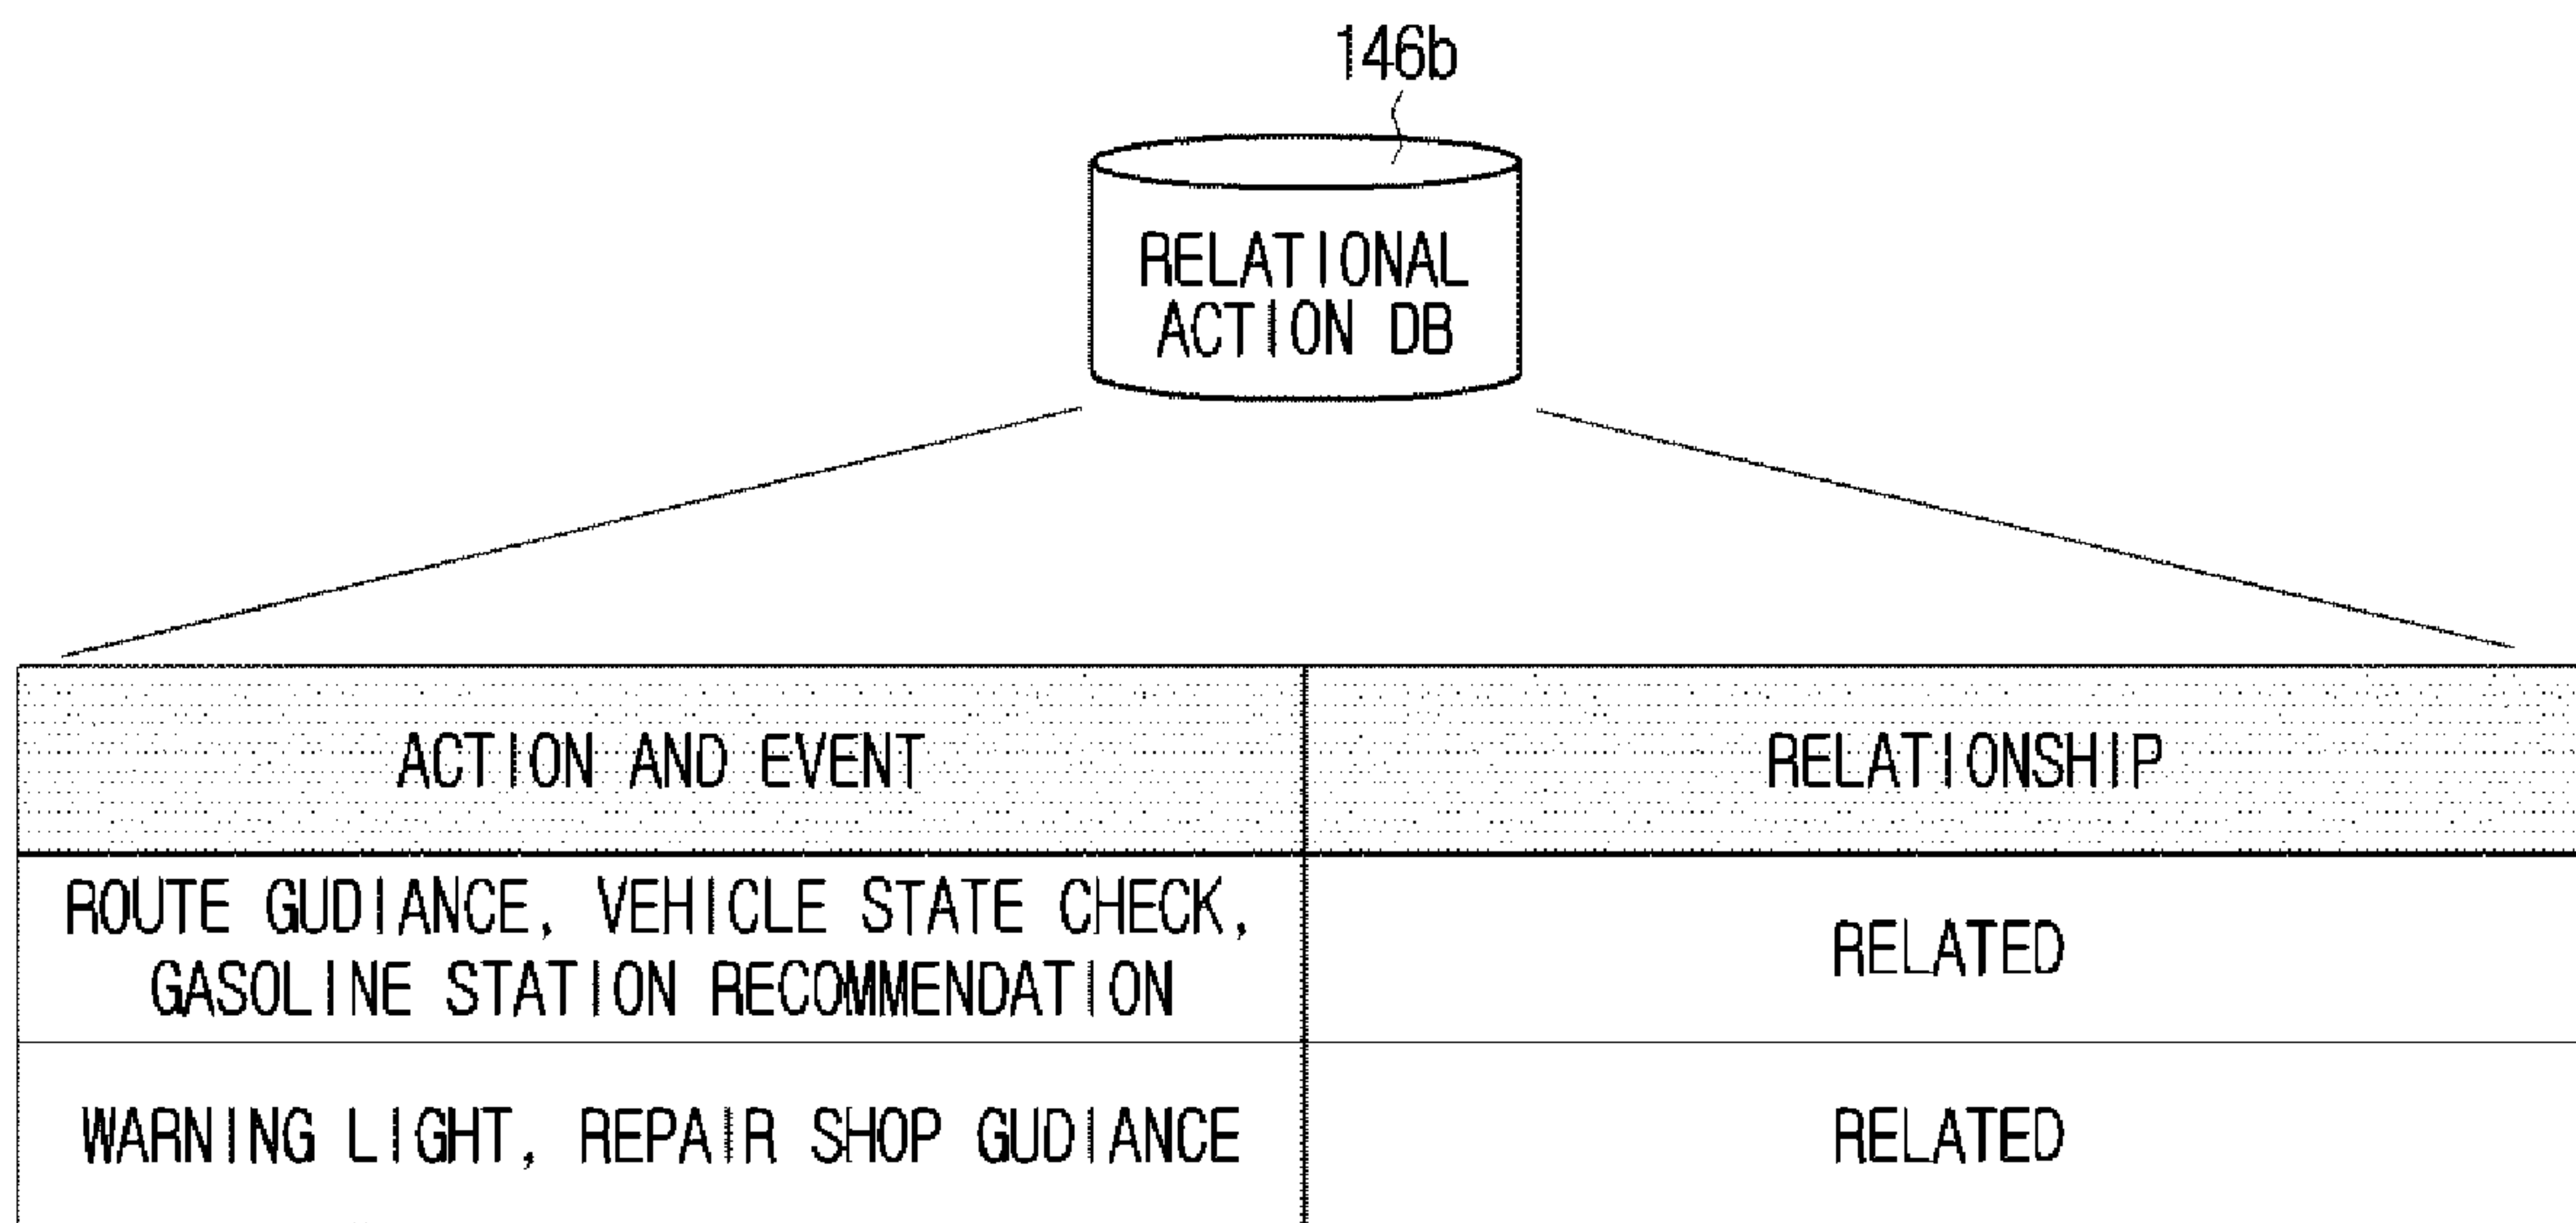 146b
RELATIONAL
ACTION DB
ACTION AND EVENT
RELATIONSHIP
ROUTE GUDIANCE, VEHICLE STATE CHECK,
GASOLINE STATION RECOMMENDATION
RELATED
WARNING LIGHT, REPAIR SHOP GUDIANCE
RELATED